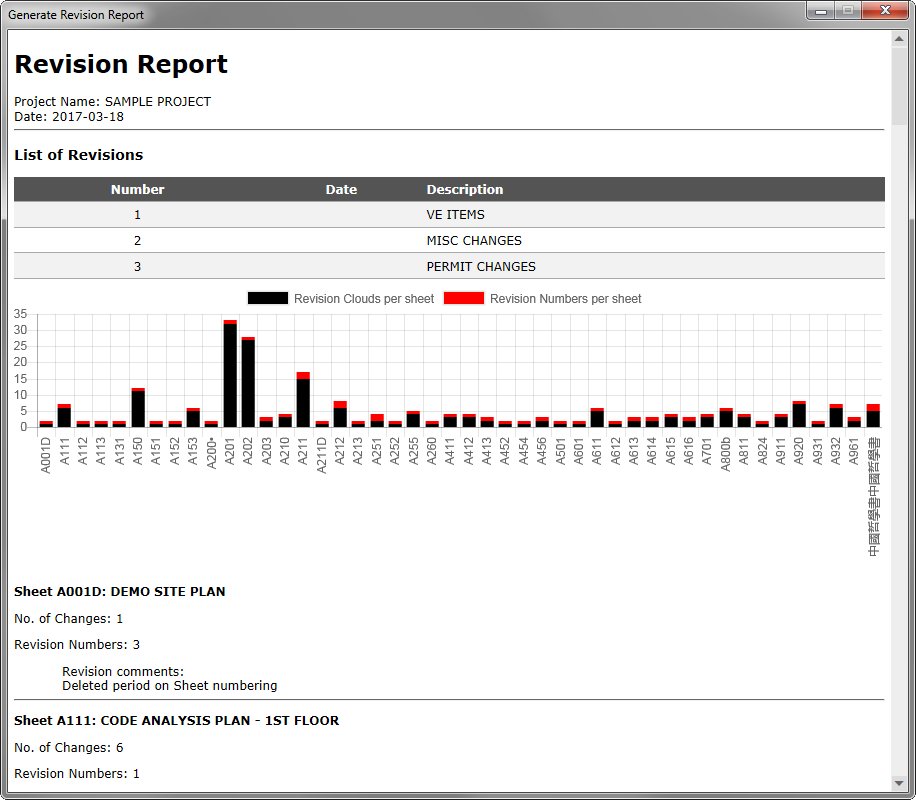 Generate Revision Report
Revision Report
Project Name: SAMPLE PROJECT
Date: 2017-03-18
List of Revisions
Number Date Description
1 VE ITEMS
2 MISC CHANGES
3 PERMIT CHANGES
Revision Clouds per sheet Revision Numbers per sheet
35
30
25
20
15
10
5
0
A001D A111 A112 A113 A131 A150 A151 A152 A153 A200• A201 A202 A203 A210 A211 A211D A212 A213 A251 A252 A255 A260 A411 A412 A413 A452 A454 A456 A501 A601 A611 A612 A613 A614 A615 A616 A701 A800b A811 A824 A911 A920 A931 A932 A961 中國哲學書中國哲學書
Sheet A001D: DEMO SITE PLAN
No. of Changes: 1
Revision Numbers: 3
Revision comments:
Deleted period on Sheet numbering
Sheet A111: CODE ANALYSIS PLAN - 1ST FLOOR
No. of Changes: 6
Revision Numbers: 1